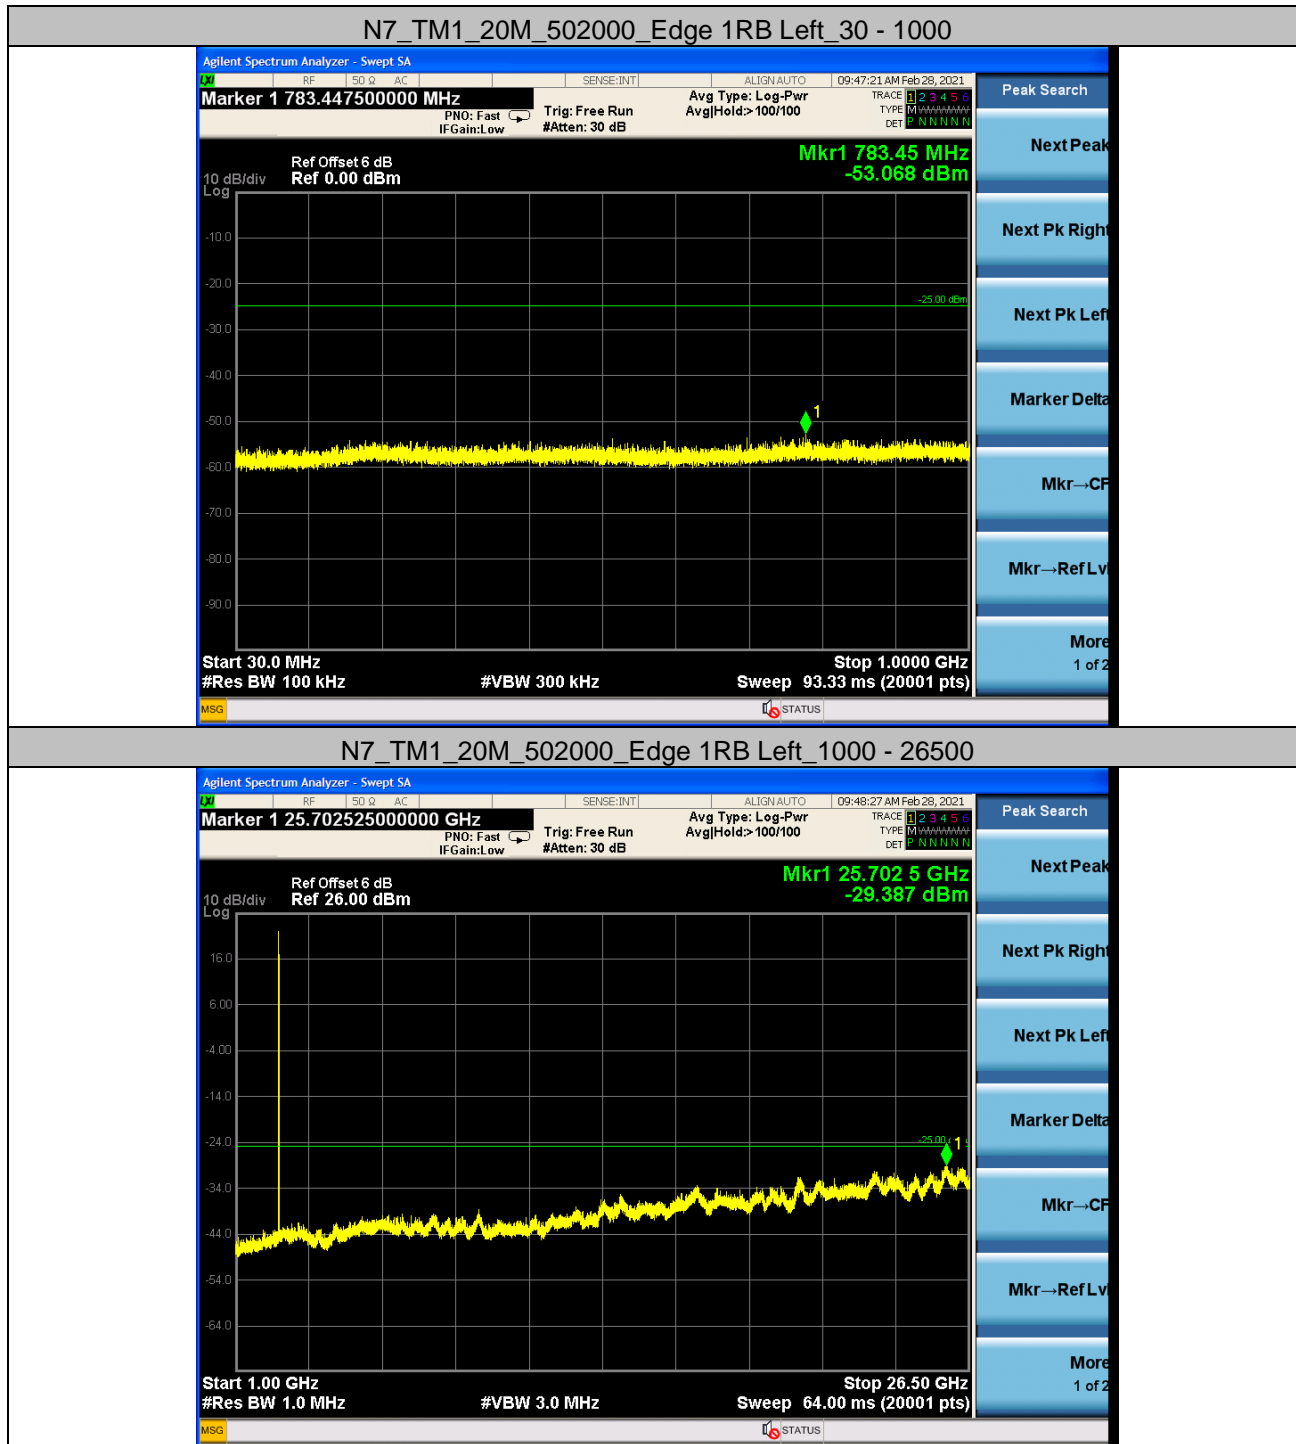 N7_TM1_20M_502000_Edge 1RB Left_30 - 1000
Agilent Spectrum Analyzer - Swept SA
LXI RF 50 Ω AC SENSE:INT ALIGN AUTO 09:47:21 AM Feb 28, 2021
Marker 1 783.447500000 MHz
PNO: Fast
IFGain:Low
Trig: Free Run
#Atten: 30 dB
Avg Type: Log-Pwr
Avg|Hold:>100/100
TRACE 1 2 3 4 5 6
TYPE M
DET P N N N N N
Peak Search
Mkr1 783.45 MHz
-53.068 dBm
Ref Offset 6 dB
10 dB/div Ref 0.00 dBm
Log
-10.0
-20.0
-25.00 dBm
-30.0
-40.0
1
-50.0
-60.0
-70.0
-80.0
-90.0
Start 30.0 MHz
Stop 1.0000 GHz
#Res BW 100 kHz
#VBW 300 kHz
Sweep 93.33 ms (20001 pts)
Next Peak
Next Pk Right
Next Pk Left
Marker Delta
Mkr→CF
Mkr→Ref Lvl
More
1 of 2
MSG STATUS
N7_TM1_20M_502000_Edge 1RB Left_1000 - 26500
Agilent Spectrum Analyzer - Swept SA
LXI RF 50 Ω AC SENSE:INT ALIGN AUTO 09:48:27 AM Feb 28, 2021
Marker 1 25.702525000000 GHz
PNO: Fast
IFGain:Low
Trig: Free Run
#Atten: 30 dB
Avg Type: Log-Pwr
Avg|Hold:>100/100
TRACE 1 2 3 4 5 6
TYPE M
DET P N N N N N
Peak Search
Mkr1 25.702 5 GHz
-29.387 dBm
Ref Offset 6 dB
10 dB/div Ref 26.00 dBm
Log
16.0
6.00
-4.00
-14.0
-24.0
-25.00
1
-34.0
-44.0
-54.0
-64.0
Start 1.00 GHz
Stop 26.50 GHz
#Res BW 1.0 MHz
#VBW 3.0 MHz
Sweep 64.00 ms (20001 pts)
Next Peak
Next Pk Right
Next Pk Left
Marker Delta
Mkr→CF
Mkr→Ref Lvl
More
1 of 2
MSG STATUS